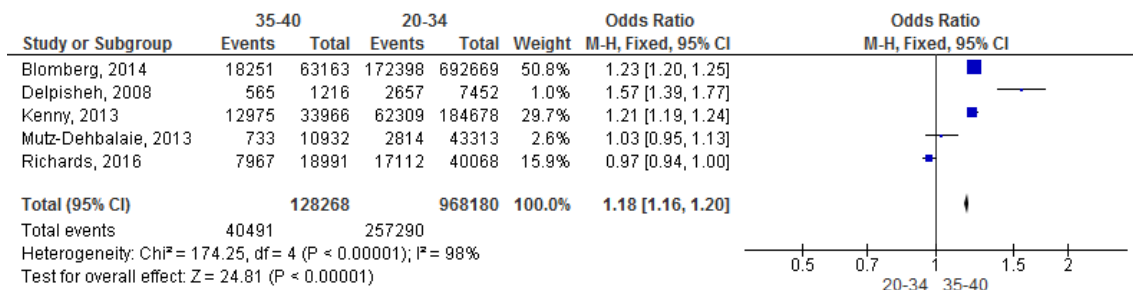 35-40 20-34 Odds Ratio Odds Ratio
Study or Subgroup Events Total Events Total Weight M-H, Fixed, 95% CI M-H, Fixed, 95% CI
Blomberg, 2014 18251 63163 172398 692669 50.8% 1.23 [1.20, 1.25]
Delpisheh, 2008 565 1216 2657 7452 1.0% 1.57 [1.39, 1.77]
Kenny, 2013 12975 33966 62309 184678 29.7% 1.21 [1.19, 1.24]
Mutz-Dehbalaie, 2013 733 10932 2814 43313 2.6% 1.03 [0.95, 1.13]
Richards, 2016 7967 18991 17112 40068 15.9% 0.97 [0.94, 1.00]
Total (95% CI) 128268 968180 100.0% 1.18 [1.16, 1.20]
Total events 40491 257290
Heterogeneity: Chi² = 174.25, df = 4 (P < 0.00001); I² = 98%
Test for overall effect: Z = 24.81 (P < 0.00001)
0.5 0.7 1 1.5 2
20-34 35-40